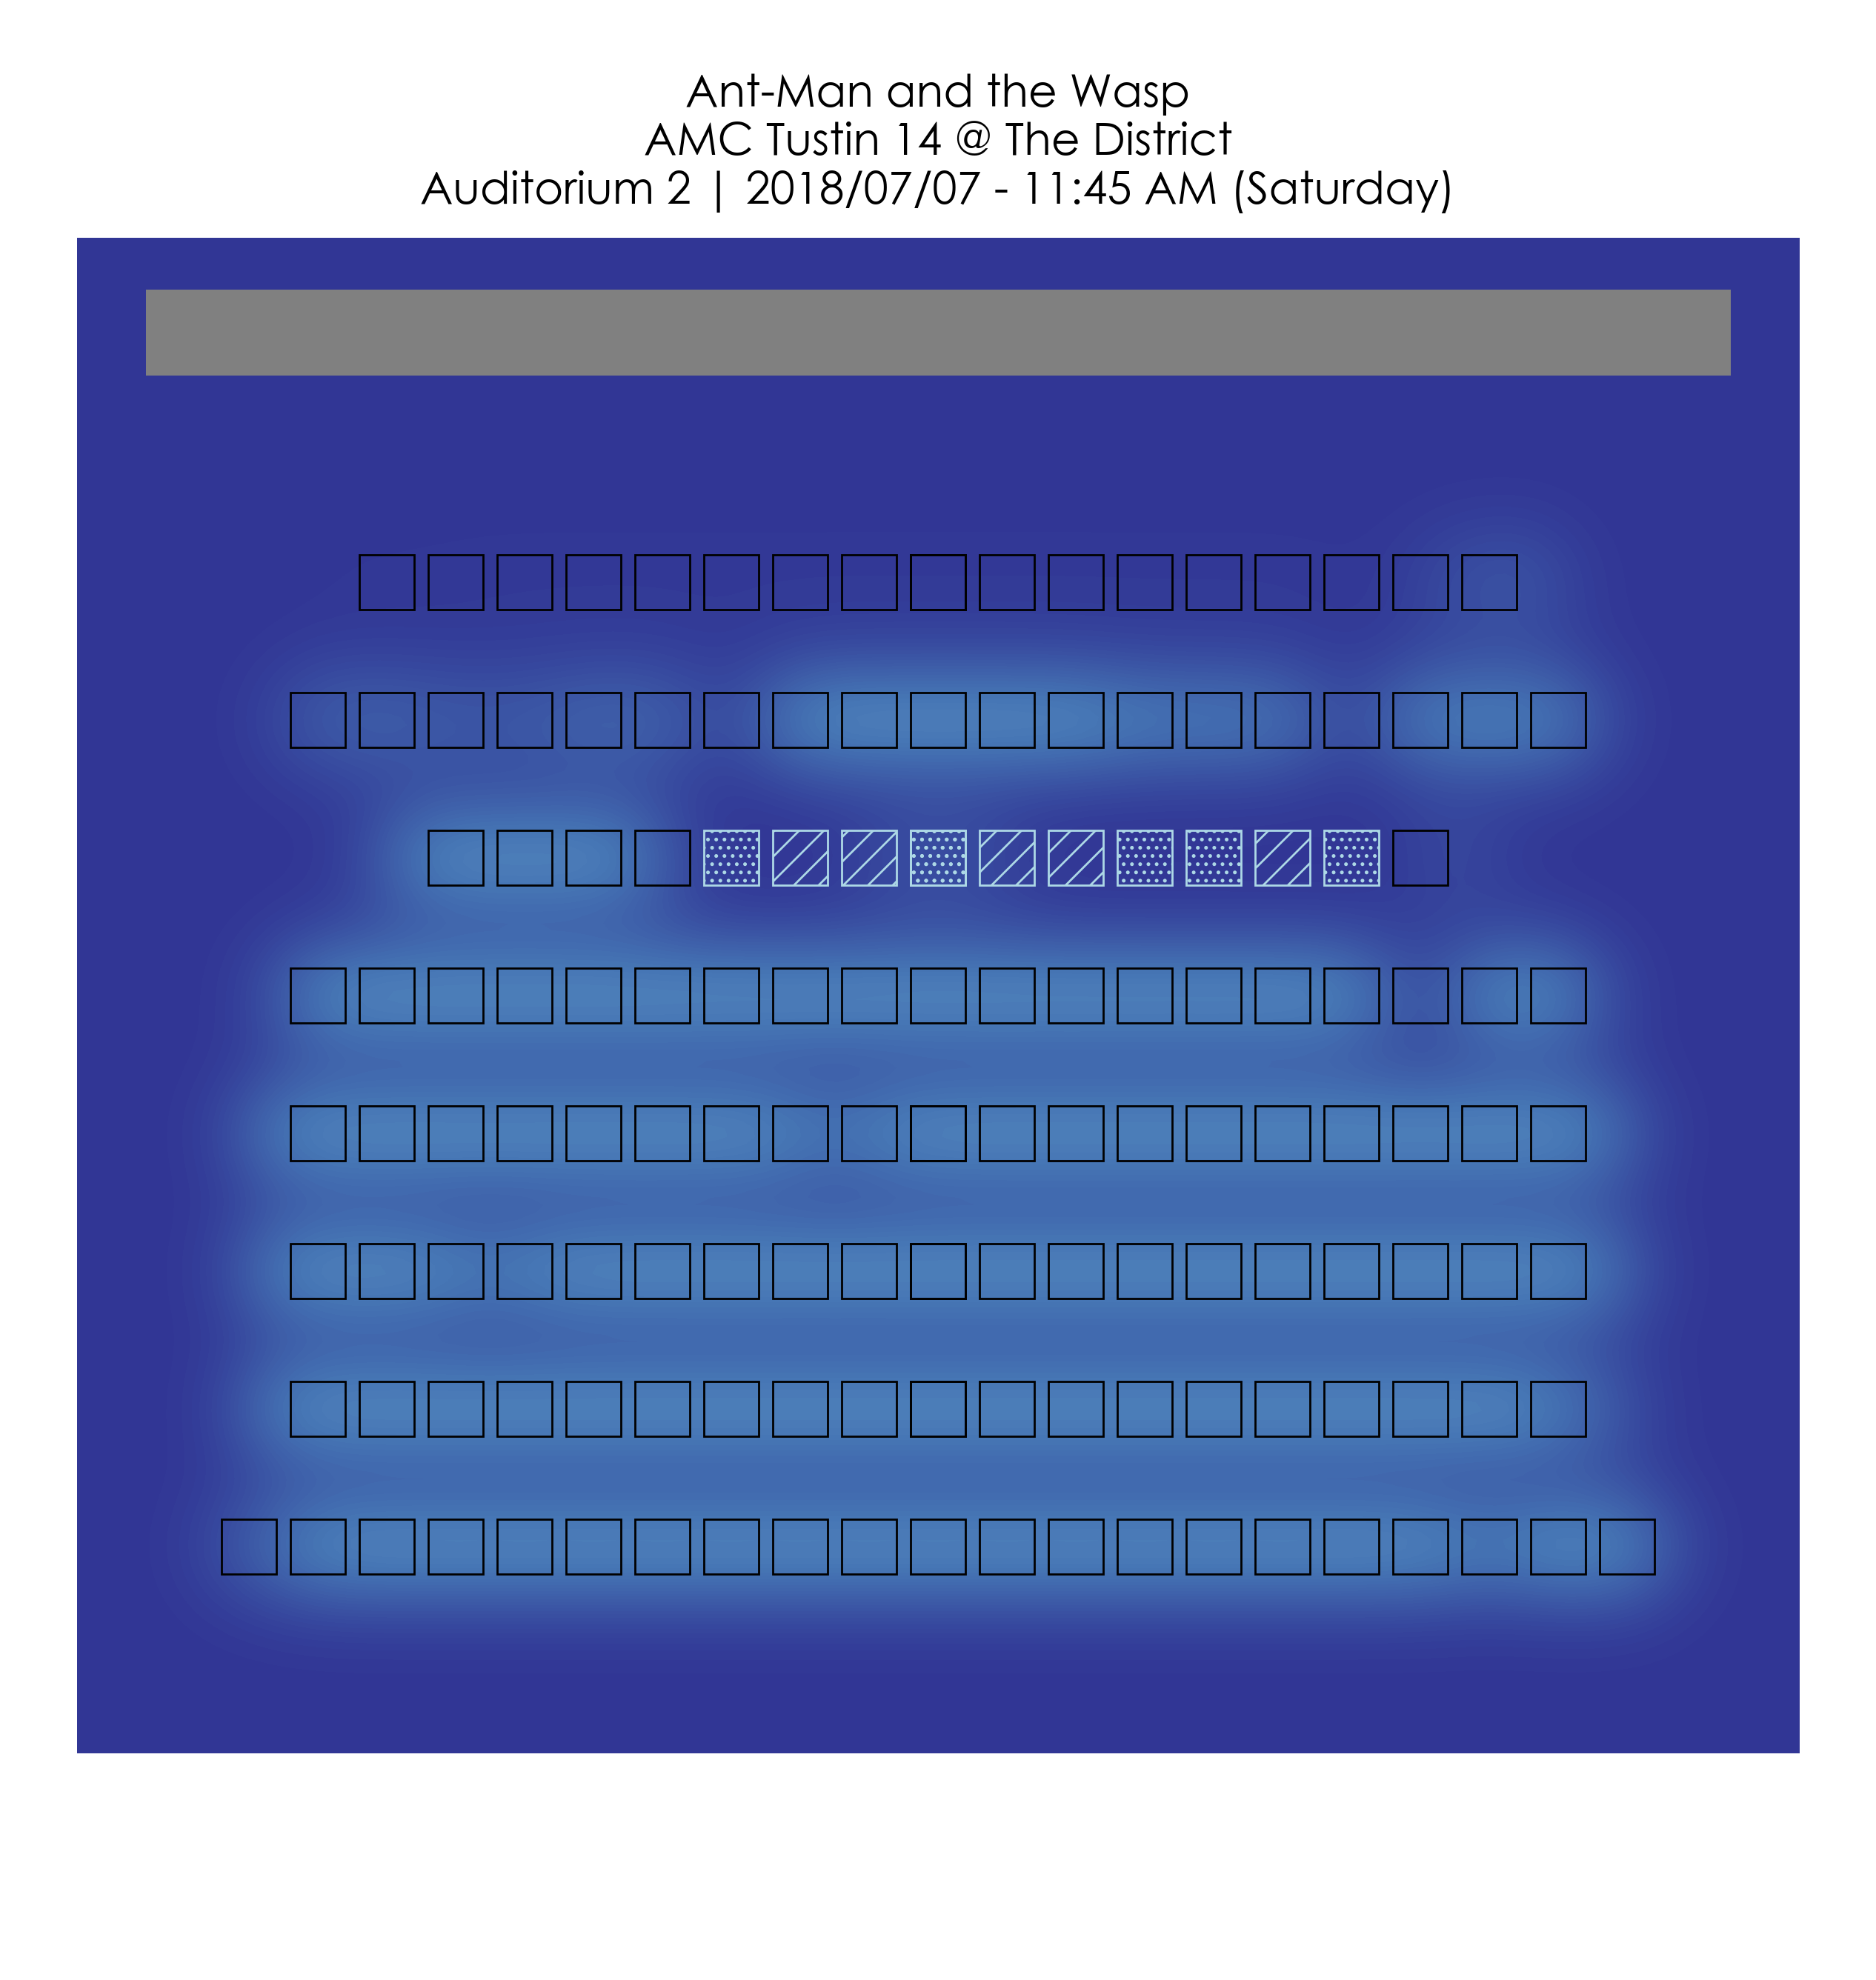 Ant-Man and the Wasp
AMC Tustin 14 @ The District
Auditorium 2 | 2018/07/07 - 11:45 AM (Saturday)